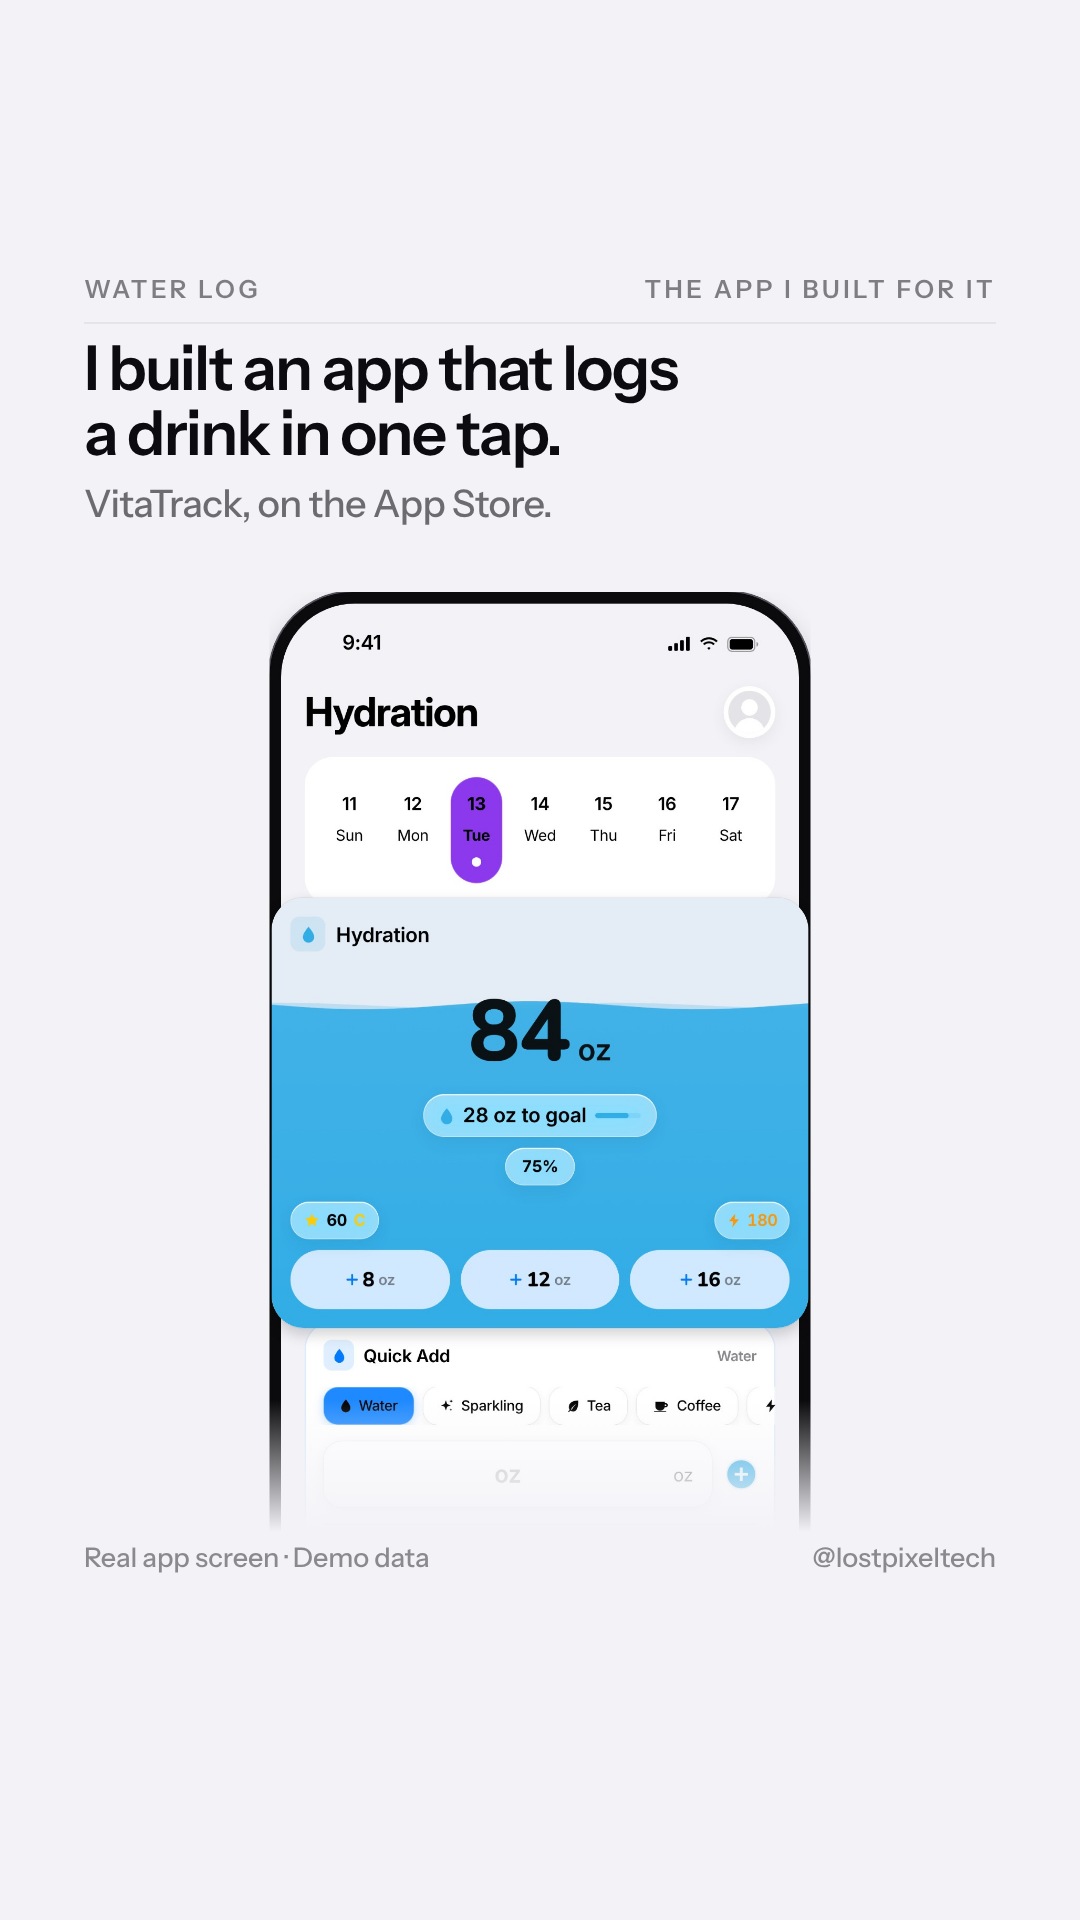 WATER LOG
THE APP I BUILT FOR IT
I built an app that logs
a drink in one tap.
VitaTrack, on the App Store.
9:41
Hydration
11 12 13 14 15 16 17
Sun Mon Tue Wed Thu Fri Sat
Hydration
84 oz
28 oz to goal
75%
60 C
180
+8 oz
+12 oz
+16 oz
Quick Add
Water
Water Sparkling Tea Coffee
oz
oz
Real app screen · Demo data
@lostpixeltech